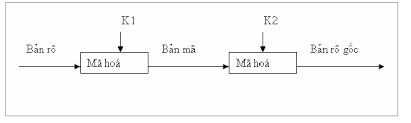 K1
K2
Bản rõ
Bản mã
Bản rõ gốc
Mã hoá
Mã hoá